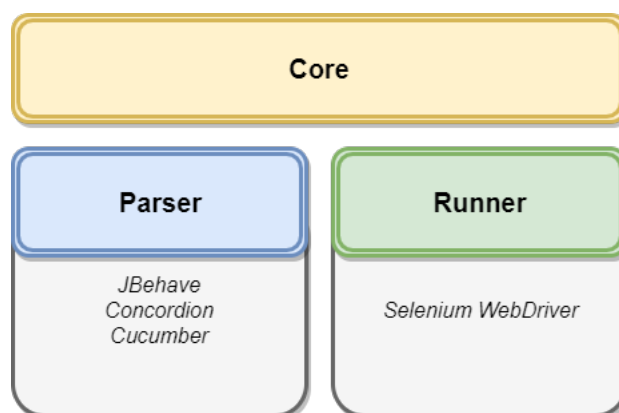 Core
Parser
Runner
JBehave
Concordion
Cucumber
Selenium WebDriver